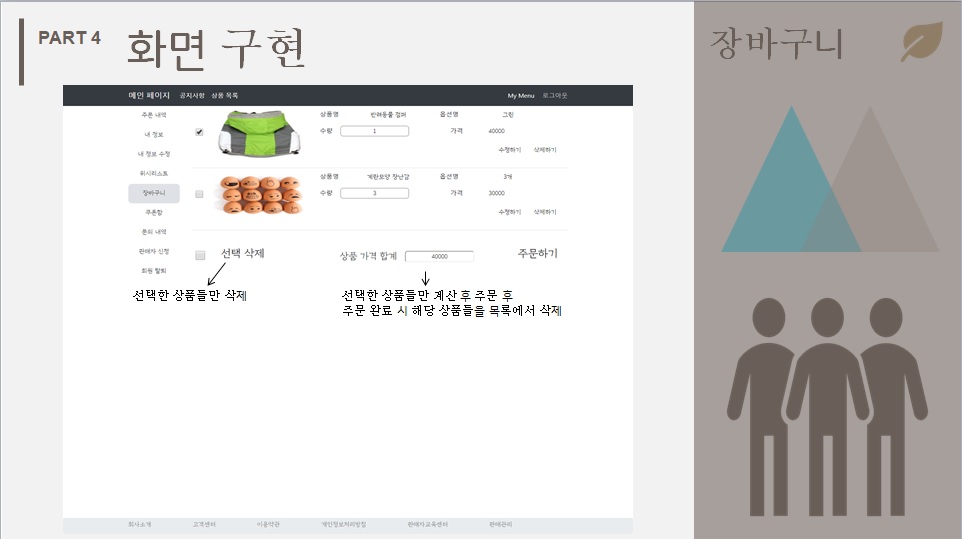 PART 4
화면 구현
장바구니
메인 페이지 공지사항 상품 목록 My Menu 로그아웃
주문 내역
내 정보
내 정보 수정
위시리스트
장바구니
쿠폰함
문의 내역
판매자 신청
회원 탈퇴
상품명 반려동물 점퍼 옵션명 그린
수량 1 가격 40000
수정하기 삭제하기
상품명 계란모양 장난감 옵션명 3개
수량 3 가격 30000
수정하기 삭제하기
선택 삭제 상품 가격 합계 40000 주문하기
선택한 상품들만 삭제
선택한 상품들만 계산 후 주문 후
주문 완료 시 해당 상품들을 목록에서 삭제
회사소개 고객센터 이용약관 개인정보처리방침 판매자교육센터 판매관리